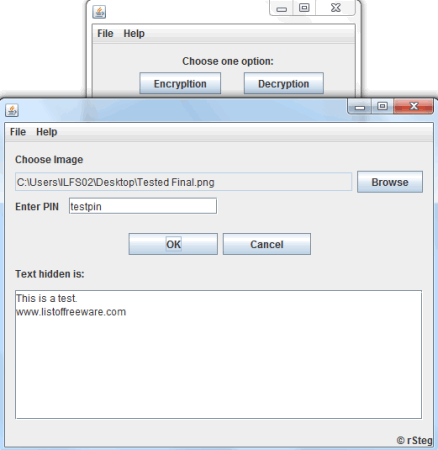 File Help
Choose one option:
Encryption Decryption
File Help
Choose Image
C:\Users\ILFS02\Desktop\Tested Final.png Browse
Enter PIN testpin
OK Cancel
Text hidden is:
This is a test.
www.listoffreeware.com
© rSteg